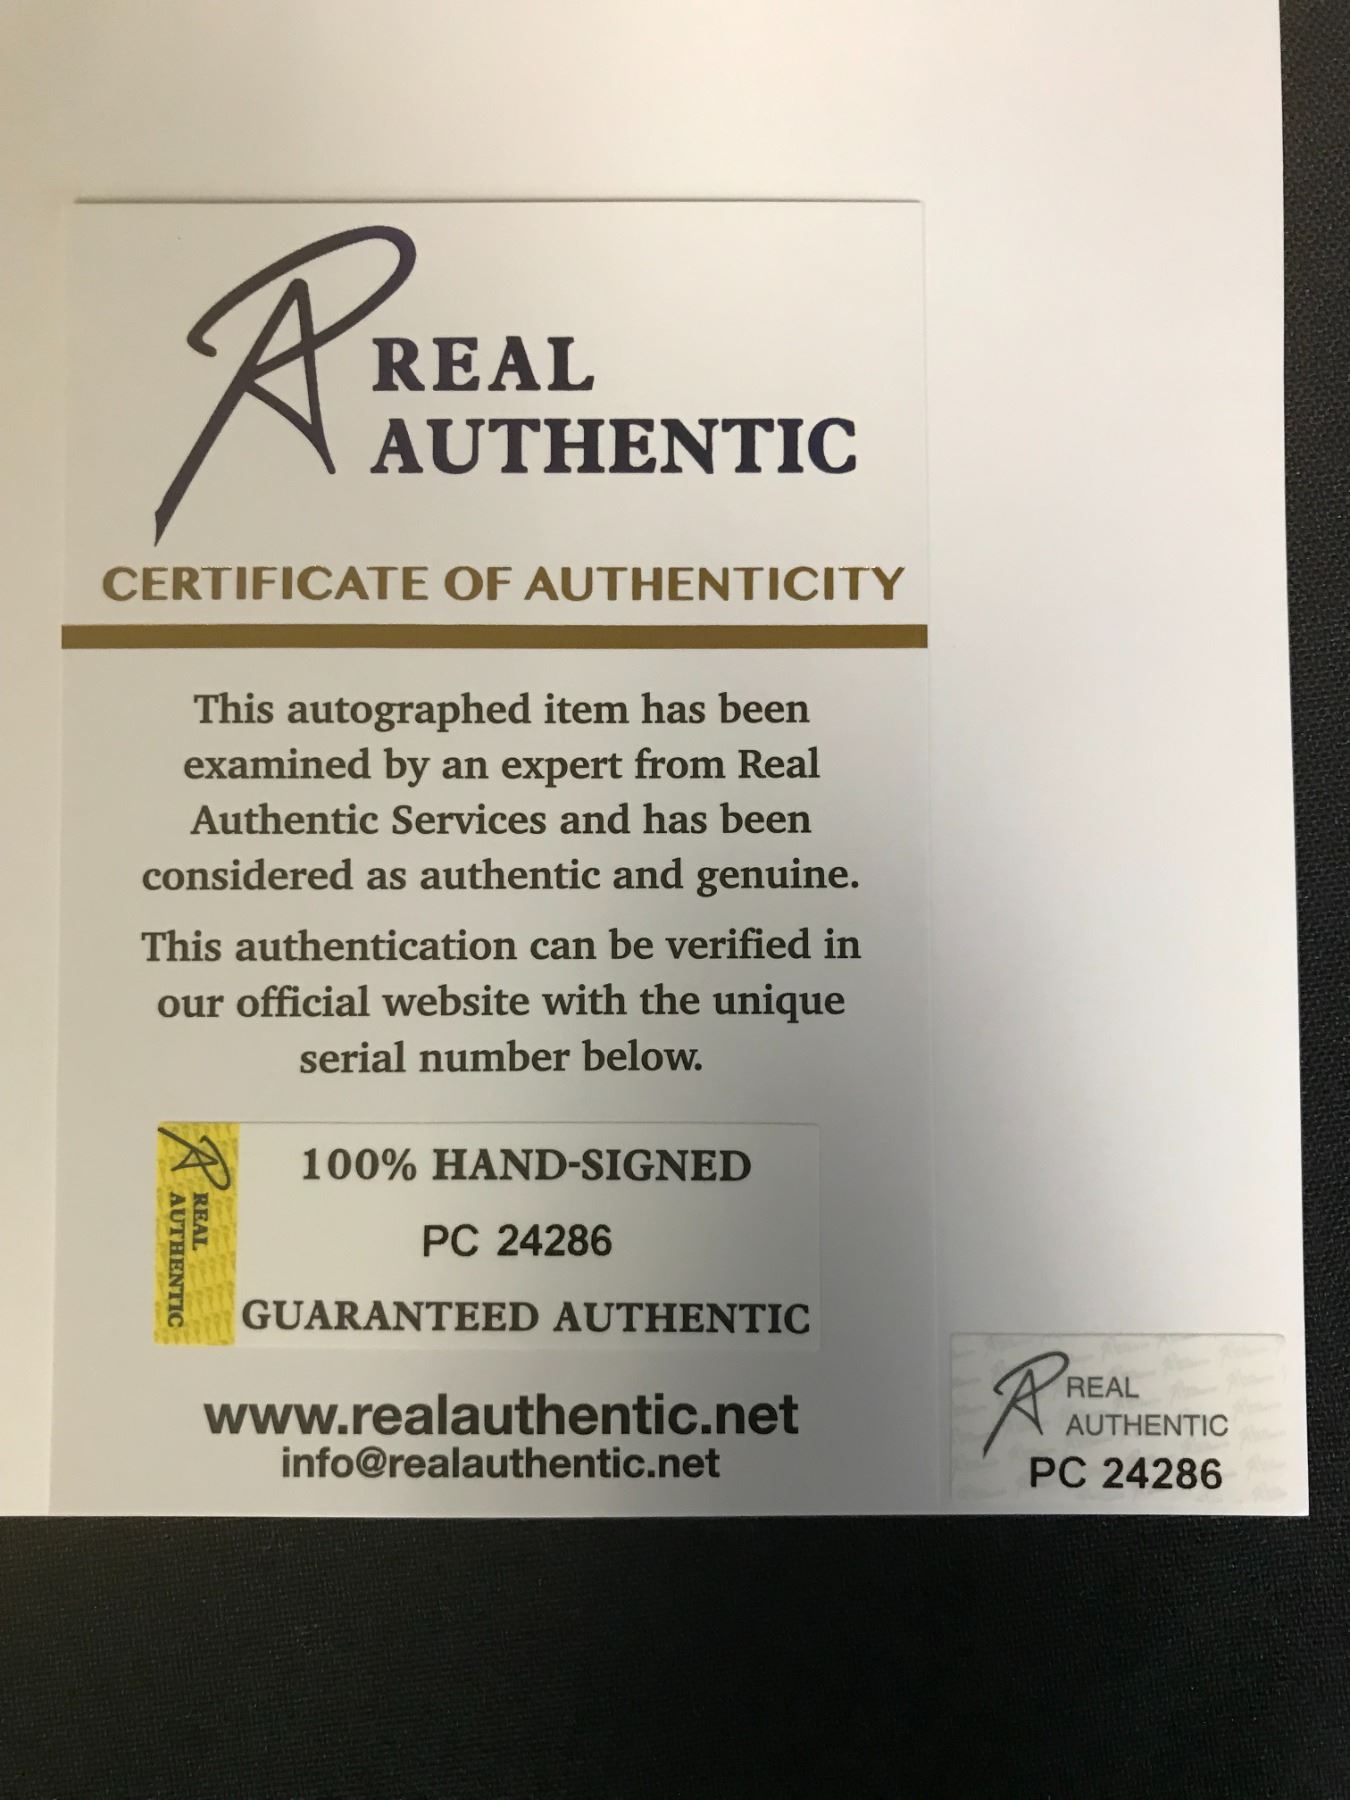 REAL
AUTHENTIC
CERTIFICATE OF AUTHENTICITY
This autographed item has been
examined by an expert from Real
Authentic Services and has been
considered as authentic and genuine.
This authentication can be verified in
our official website with the unique
serial number below.
REAL
AUTHENTIC
100% HAND-SIGNED
PC 24286
GUARANTEED AUTHENTIC
www.realauthentic.net
info@realauthentic.net
REAL
AUTHENTIC
PC 24286